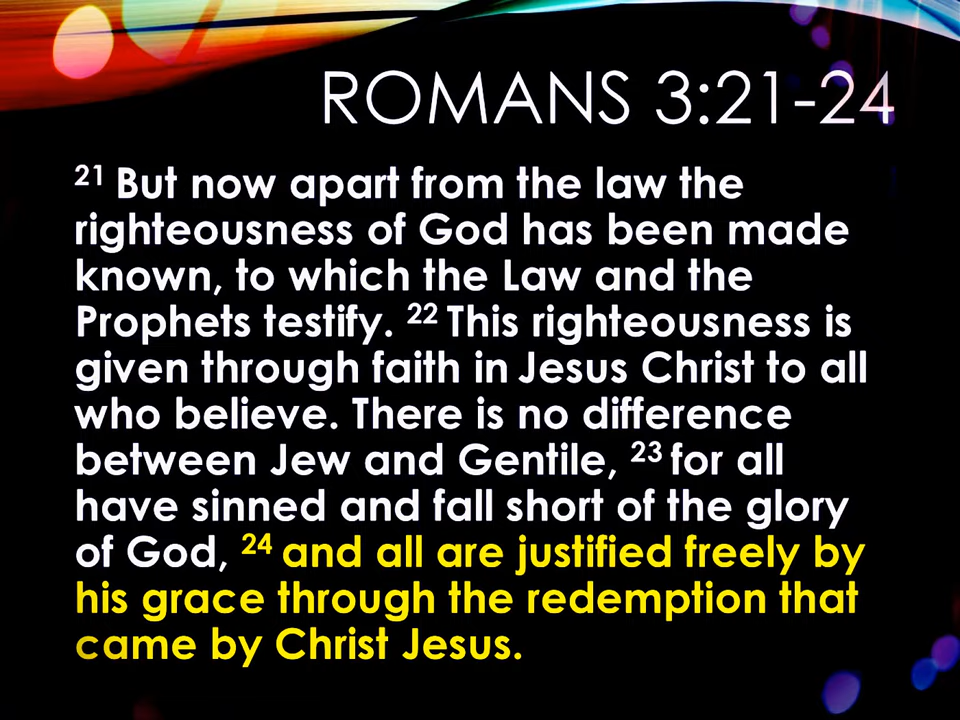 ROMANS 3:21-24
21 But now apart from the law the
righteousness of God has been made
known, to which the Law and the
Prophets testify. 22 This righteousness is
given through faith in Jesus Christ to all
who believe. There is no difference
between Jew and Gentile, 23 for all
have sinned and fall short of the glory
of God, 24 and all are justified freely by
his grace through the redemption that
came by Christ Jesus.